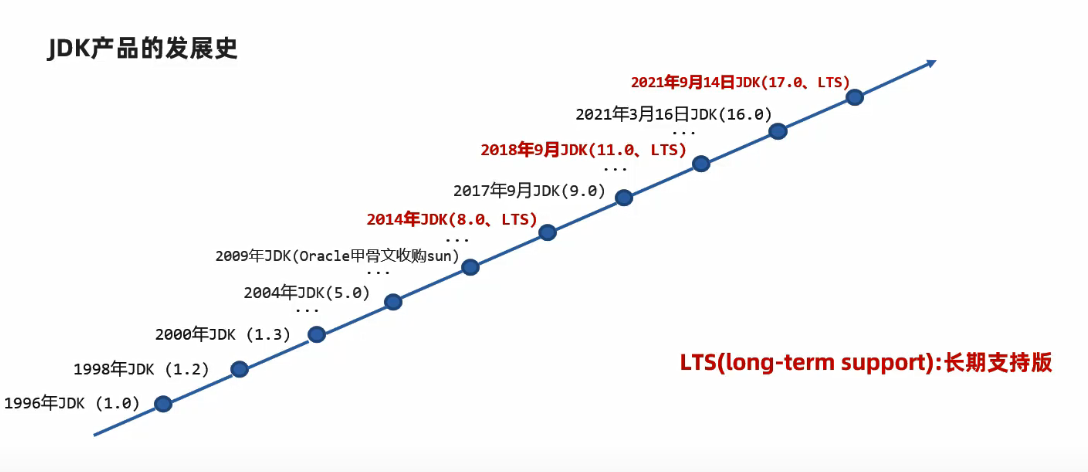 JDK产品的发展史
2021年9月14日JDK(17.0、LTS)
2021年3月16日JDK(16.0)
...
2018年9月JDK(11.0、LTS)
...
2017年9月JDK(9.0)
2014年JDK(8.0、LTS)
...
2009年JDK(Oracle甲骨文收购sun)
...
2004年JDK(5.0)
...
2000年JDK (1.3)
1998年JDK (1.2)
1996年JDK (1.0)
LTS(long-term support):长期支持版